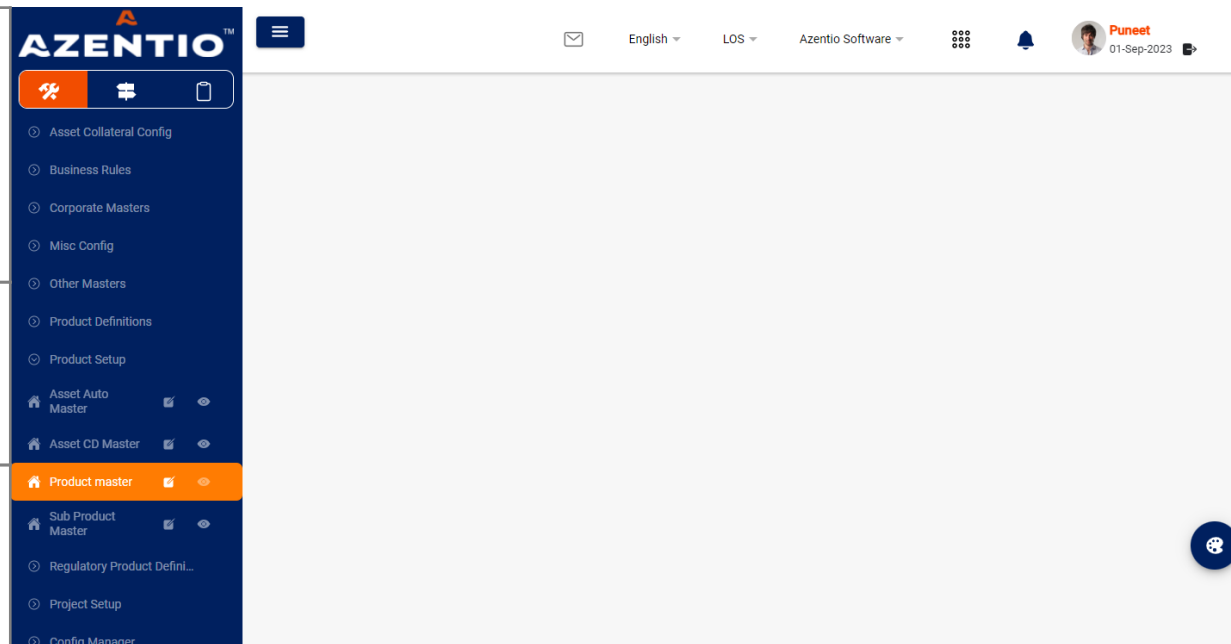 AZENTIO™
English
LOS
Azentio Software
Puneet
01-Sep-2023
Asset Collateral Config
Business Rules
Corporate Masters
Misc Config
Other Masters
Product Definitions
Product Setup
Asset Auto
Master
Asset CD Master
Product master
Sub Product
Master
Regulatory Product Defini...
Project Setup
Config Manager